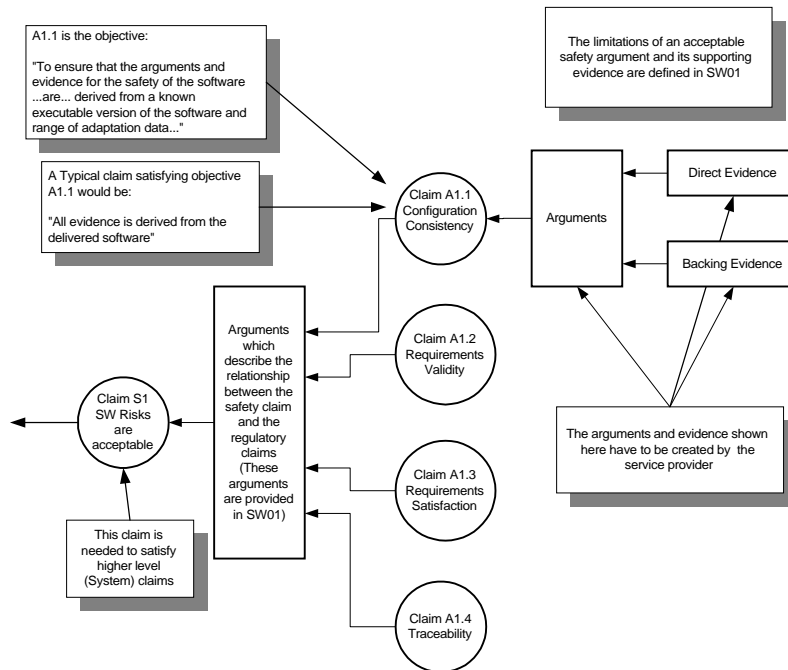 A1.1 is the objective:
"To ensure that the arguments and
evidence for the safety of the software
...are... derived from a known
executable version of the software and
range of adaptation data..."
The limitations of an acceptable
safety argument and its supporting
evidence are defined in SW01
A Typical claim satisfying objective
A1.1 would be:
"All evidence is derived from the
delivered software"
Claim A1.1
Configuration
Consistency
Arguments
Direct Evidence
Backing Evidence
Arguments
which
describe the
relationship
between the
safety claim
and the
regulatory
claims
(These
arguments
are provided
in SW01)
Claim A1.2
Requirements
Validity
Claim S1
SW Risks
are
acceptable
The arguments and evidence shown
here have to be created by  the
service provider
Claim A1.3
Requirements
Satisfaction
This claim is
needed to satisfy
higher level
(System) claims
Claim A1.4
Traceability